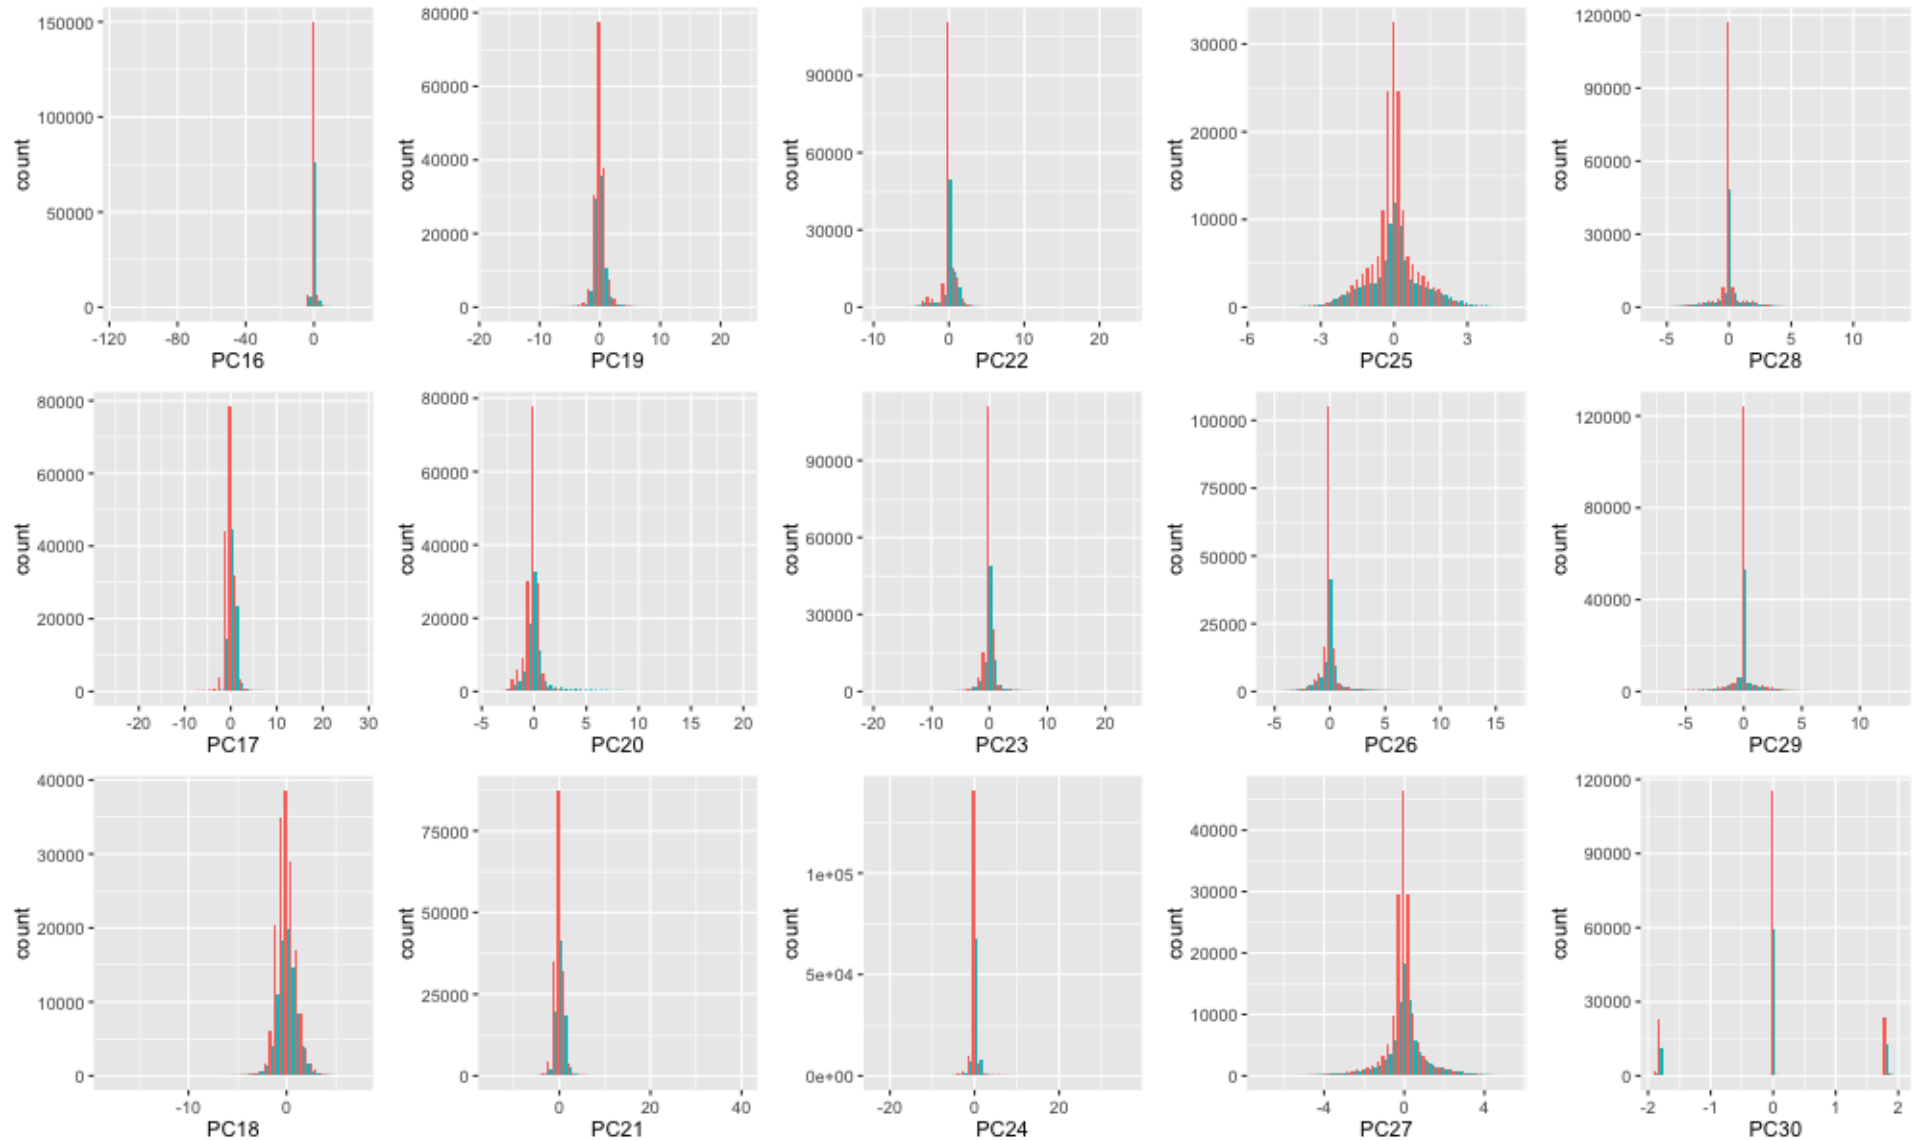 150000
100000
50000
0
count
-120 -80 -40 0
PC16
80000
60000
40000
20000
0
count
-20 -10 0 10 20
PC19
90000
60000
30000
0
count
-10 0 10 20
PC22
30000
20000
10000
0
count
-6 -3 0 3
PC25
120000
90000
60000
30000
0
count
-5 0 5 10
PC28
80000
60000
40000
20000
0
count
-20 -10 0 10 20 30
PC17
80000
60000
40000
20000
0
count
-5 0 5 10 15 20
PC20
90000
60000
30000
0
count
-20 -10 0 10 20
PC23
100000
75000
50000
25000
0
count
-5 0 5 10 15
PC26
120000
80000
40000
0
count
-5 0 5 10
PC29
40000
30000
20000
10000
0
count
-10 0
PC18
75000
50000
25000
0
count
0 20 40
PC21
1e+05
5e+04
0e+00
count
-20 0 20
PC24
40000
30000
20000
10000
0
count
-4 0 4
PC27
120000
90000
60000
30000
0
count
-2 -1 0 1 2
PC30